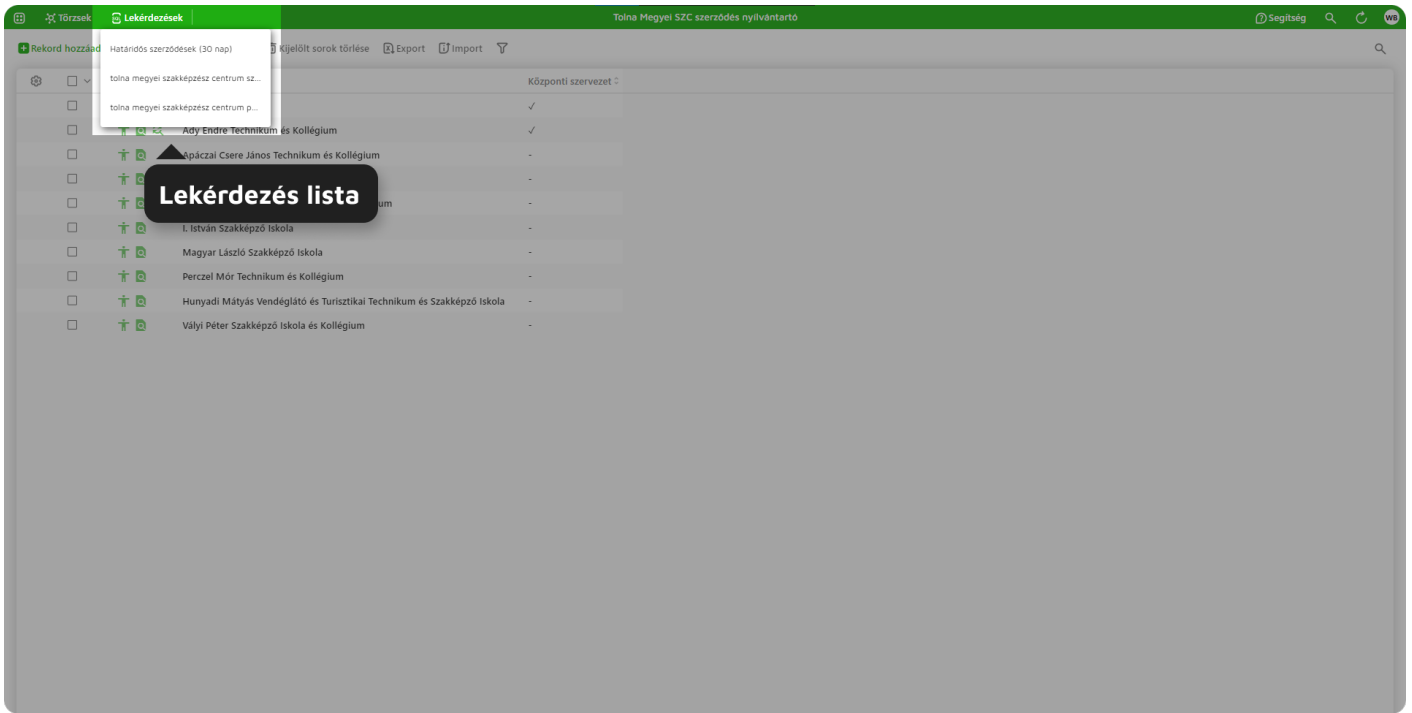 Törzsek
Lekérdezések
Tolna Megyei SZC szerződés nyilvántartó
Segítség
WB
Rekord hozzáad
Kijelölt sorok törlése
Export
Import
Határidős szerződések (30 nap)
tolna megyei szakképzész centrum sz...
tolna megyei szakképzész centrum p...
Központi szervezet
Ady Endre Technikum és Kollégium
Apáczai Csere János Technikum és Kollégium
Lekérdezés lista
um
I. István Szakképző Iskola
Magyar László Szakképző Iskola
Perczel Mór Technikum és Kollégium
Hunyadi Mátyás Vendéglátó és Turisztikai Technikum és Szakképző Iskola
Vályi Péter Szakképző Iskola és Kollégium